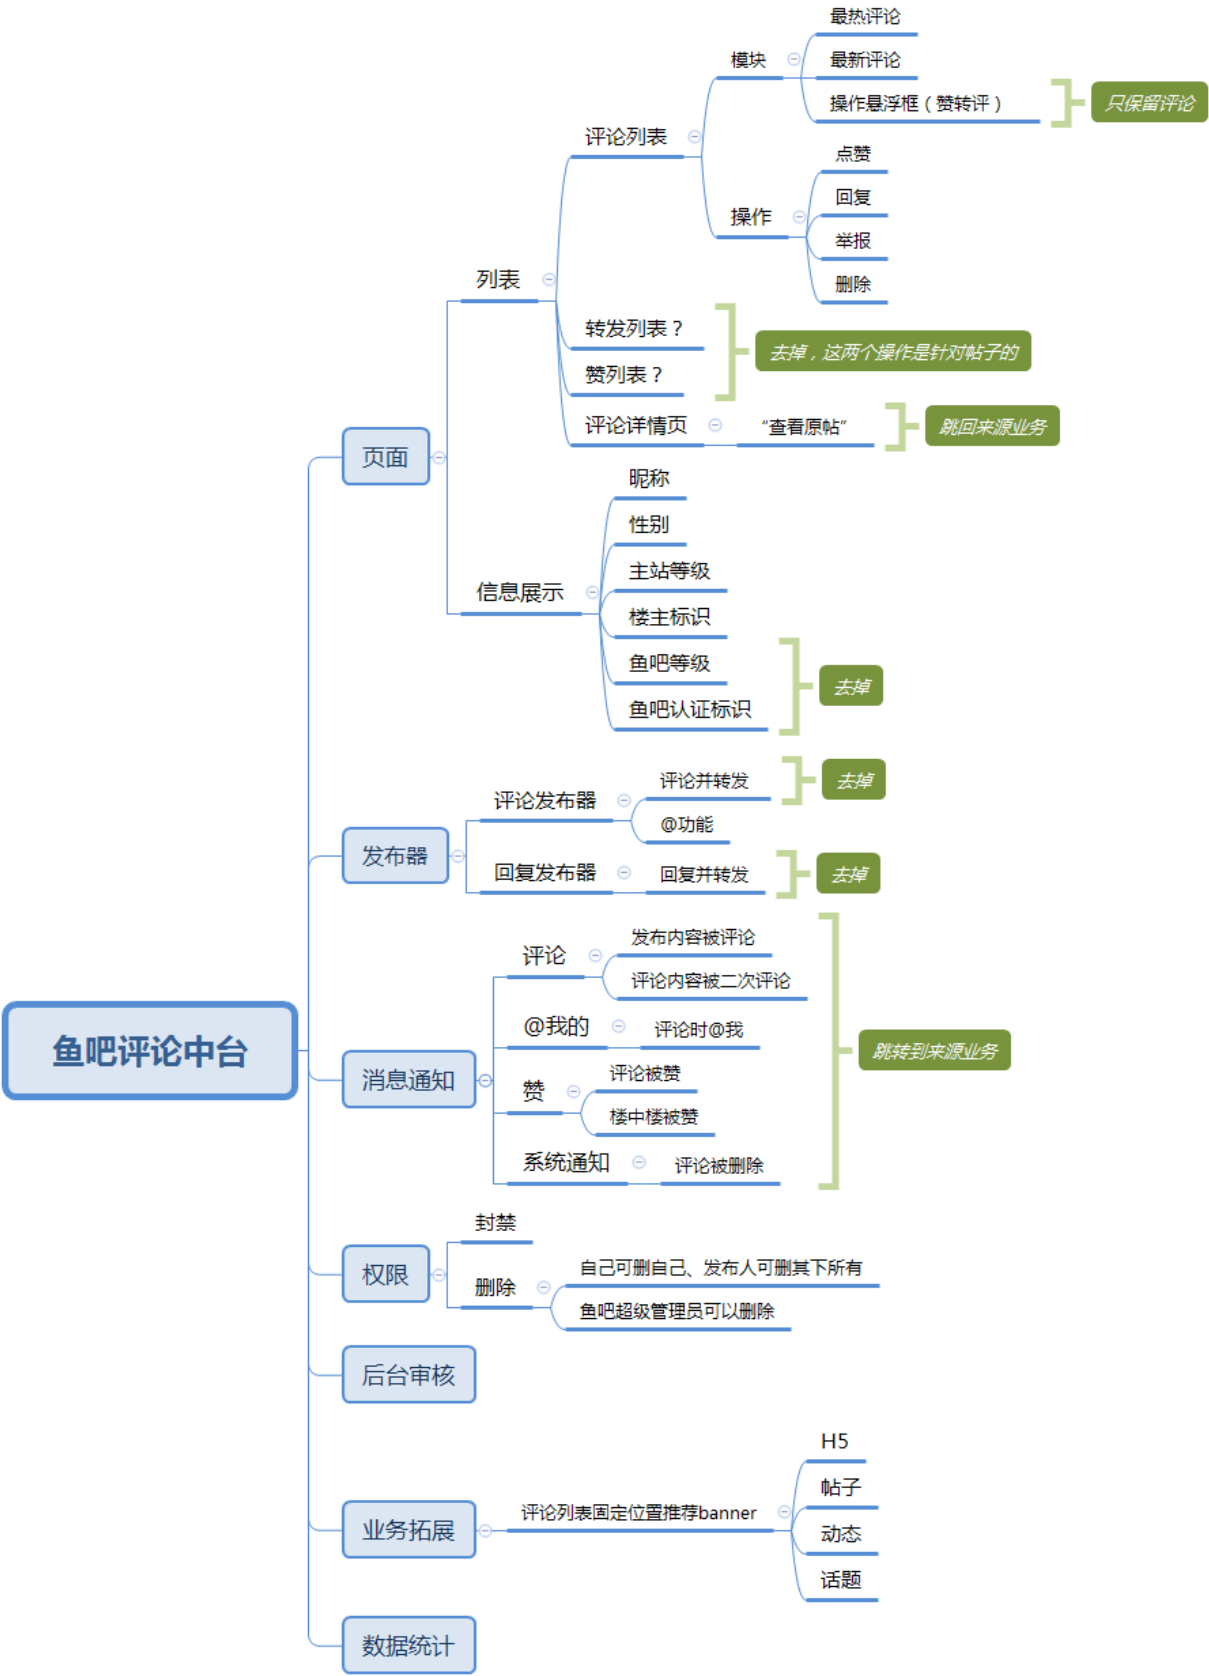 鱼吧评论中台
页面
列表
评论列表
模块
最热评论
最新评论
操作悬浮框（赞转评）
只保留评论
操作
点赞
回复
举报
删除
转发列表？
赞列表？
去掉，这两个操作是针对帖子的
评论详情页
“查看原帖”
跳回来源业务
信息展示
昵称
性别
主站等级
楼主标识
鱼吧等级
鱼吧认证标识
去掉
发布器
评论发布器
评论并转发
去掉
@功能
回复发布器
回复并转发
去掉
消息通知
评论
发布内容被评论
评论内容被二次评论
@我的
评论时@我
赞
评论被赞
楼中楼被赞
系统通知
评论被删除
跳转到来源业务
权限
封禁
删除
自己可删自己、发布人可删其下所有
鱼吧超级管理员可以删除
后台审核
业务拓展
评论列表固定位置推荐banner
H5
帖子
动态
话题
数据统计